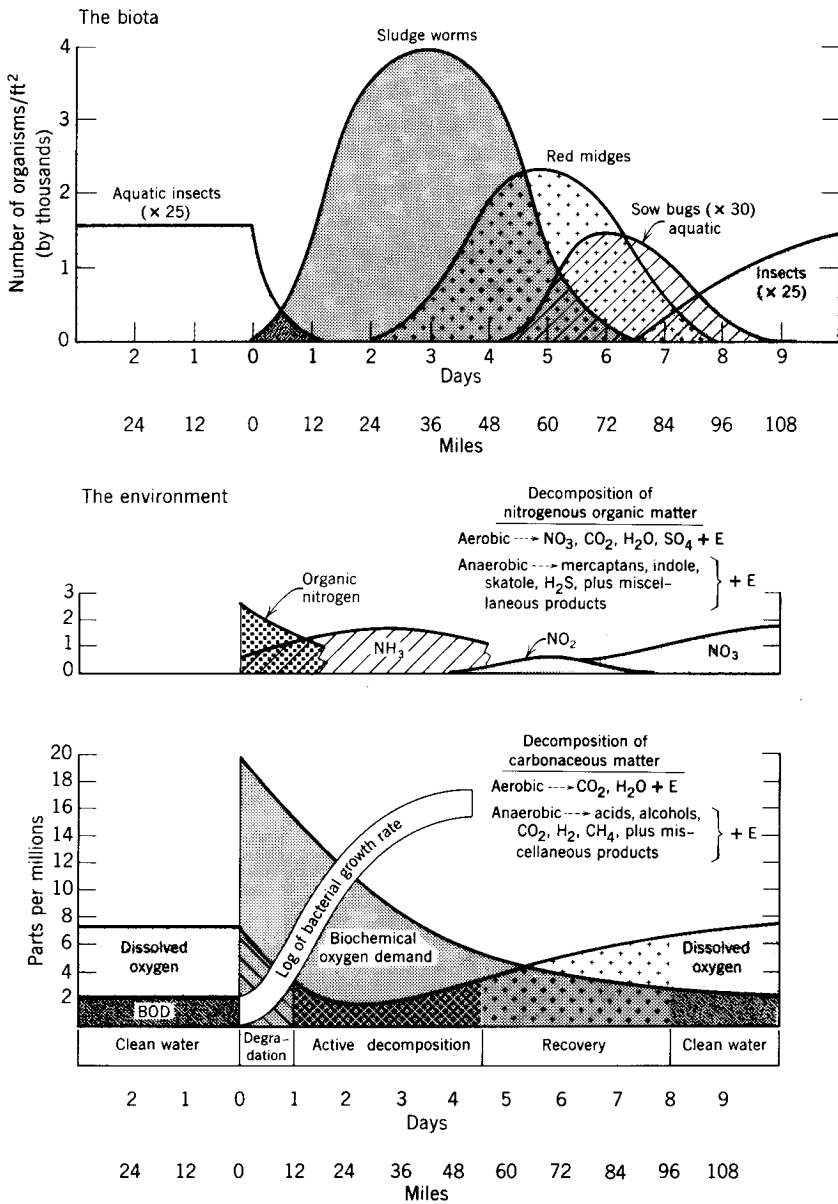 The biota
Sludge worms
Red midges
Sow bugs (× 30)
aquatic
Aquatic insects
(× 25)
Insects
(× 25)
Number of organisms/ft²
(by thousands)
4
3
2
1
0
2 1 0 1 2 3 4 5 6 7 8 9
Days
24 12 0 12 24 36 48 60 72 84 96 108
Miles
The environment
Decomposition of
nitrogenous organic matter
Aerobic ----→ NO₃, CO₂, H₂O, SO₄ + E
Anaerobic ----→ mercaptans, indole,
skatole, H₂S, plus miscel-
laneous products
+ E
Organic
nitrogen
3
2
1
0
NH₃
NO₂
NO₃
Decomposition of
carbonaceous matter
Aerobic ----→ CO₂, H₂O + E
Anaerobic ----→ acids, alcohols,
CO₂, H₂, CH₄, plus mis-
cellaneous products
+ E
Parts per millions
20
18
16
14
12
10
8
6
4
2
Log of bacterial growth rate
Biochemical
oxygen demand
Dissolved
oxygen
BOD
Dissolved
oxygen
Clean water
Degra-
dation
Active decomposition
Recovery
Clean water
2 1 0 1 2 3 4 5 6 7 8 9
Days
24 12 0 12 24 36 48 60 72 84 96 108
Miles